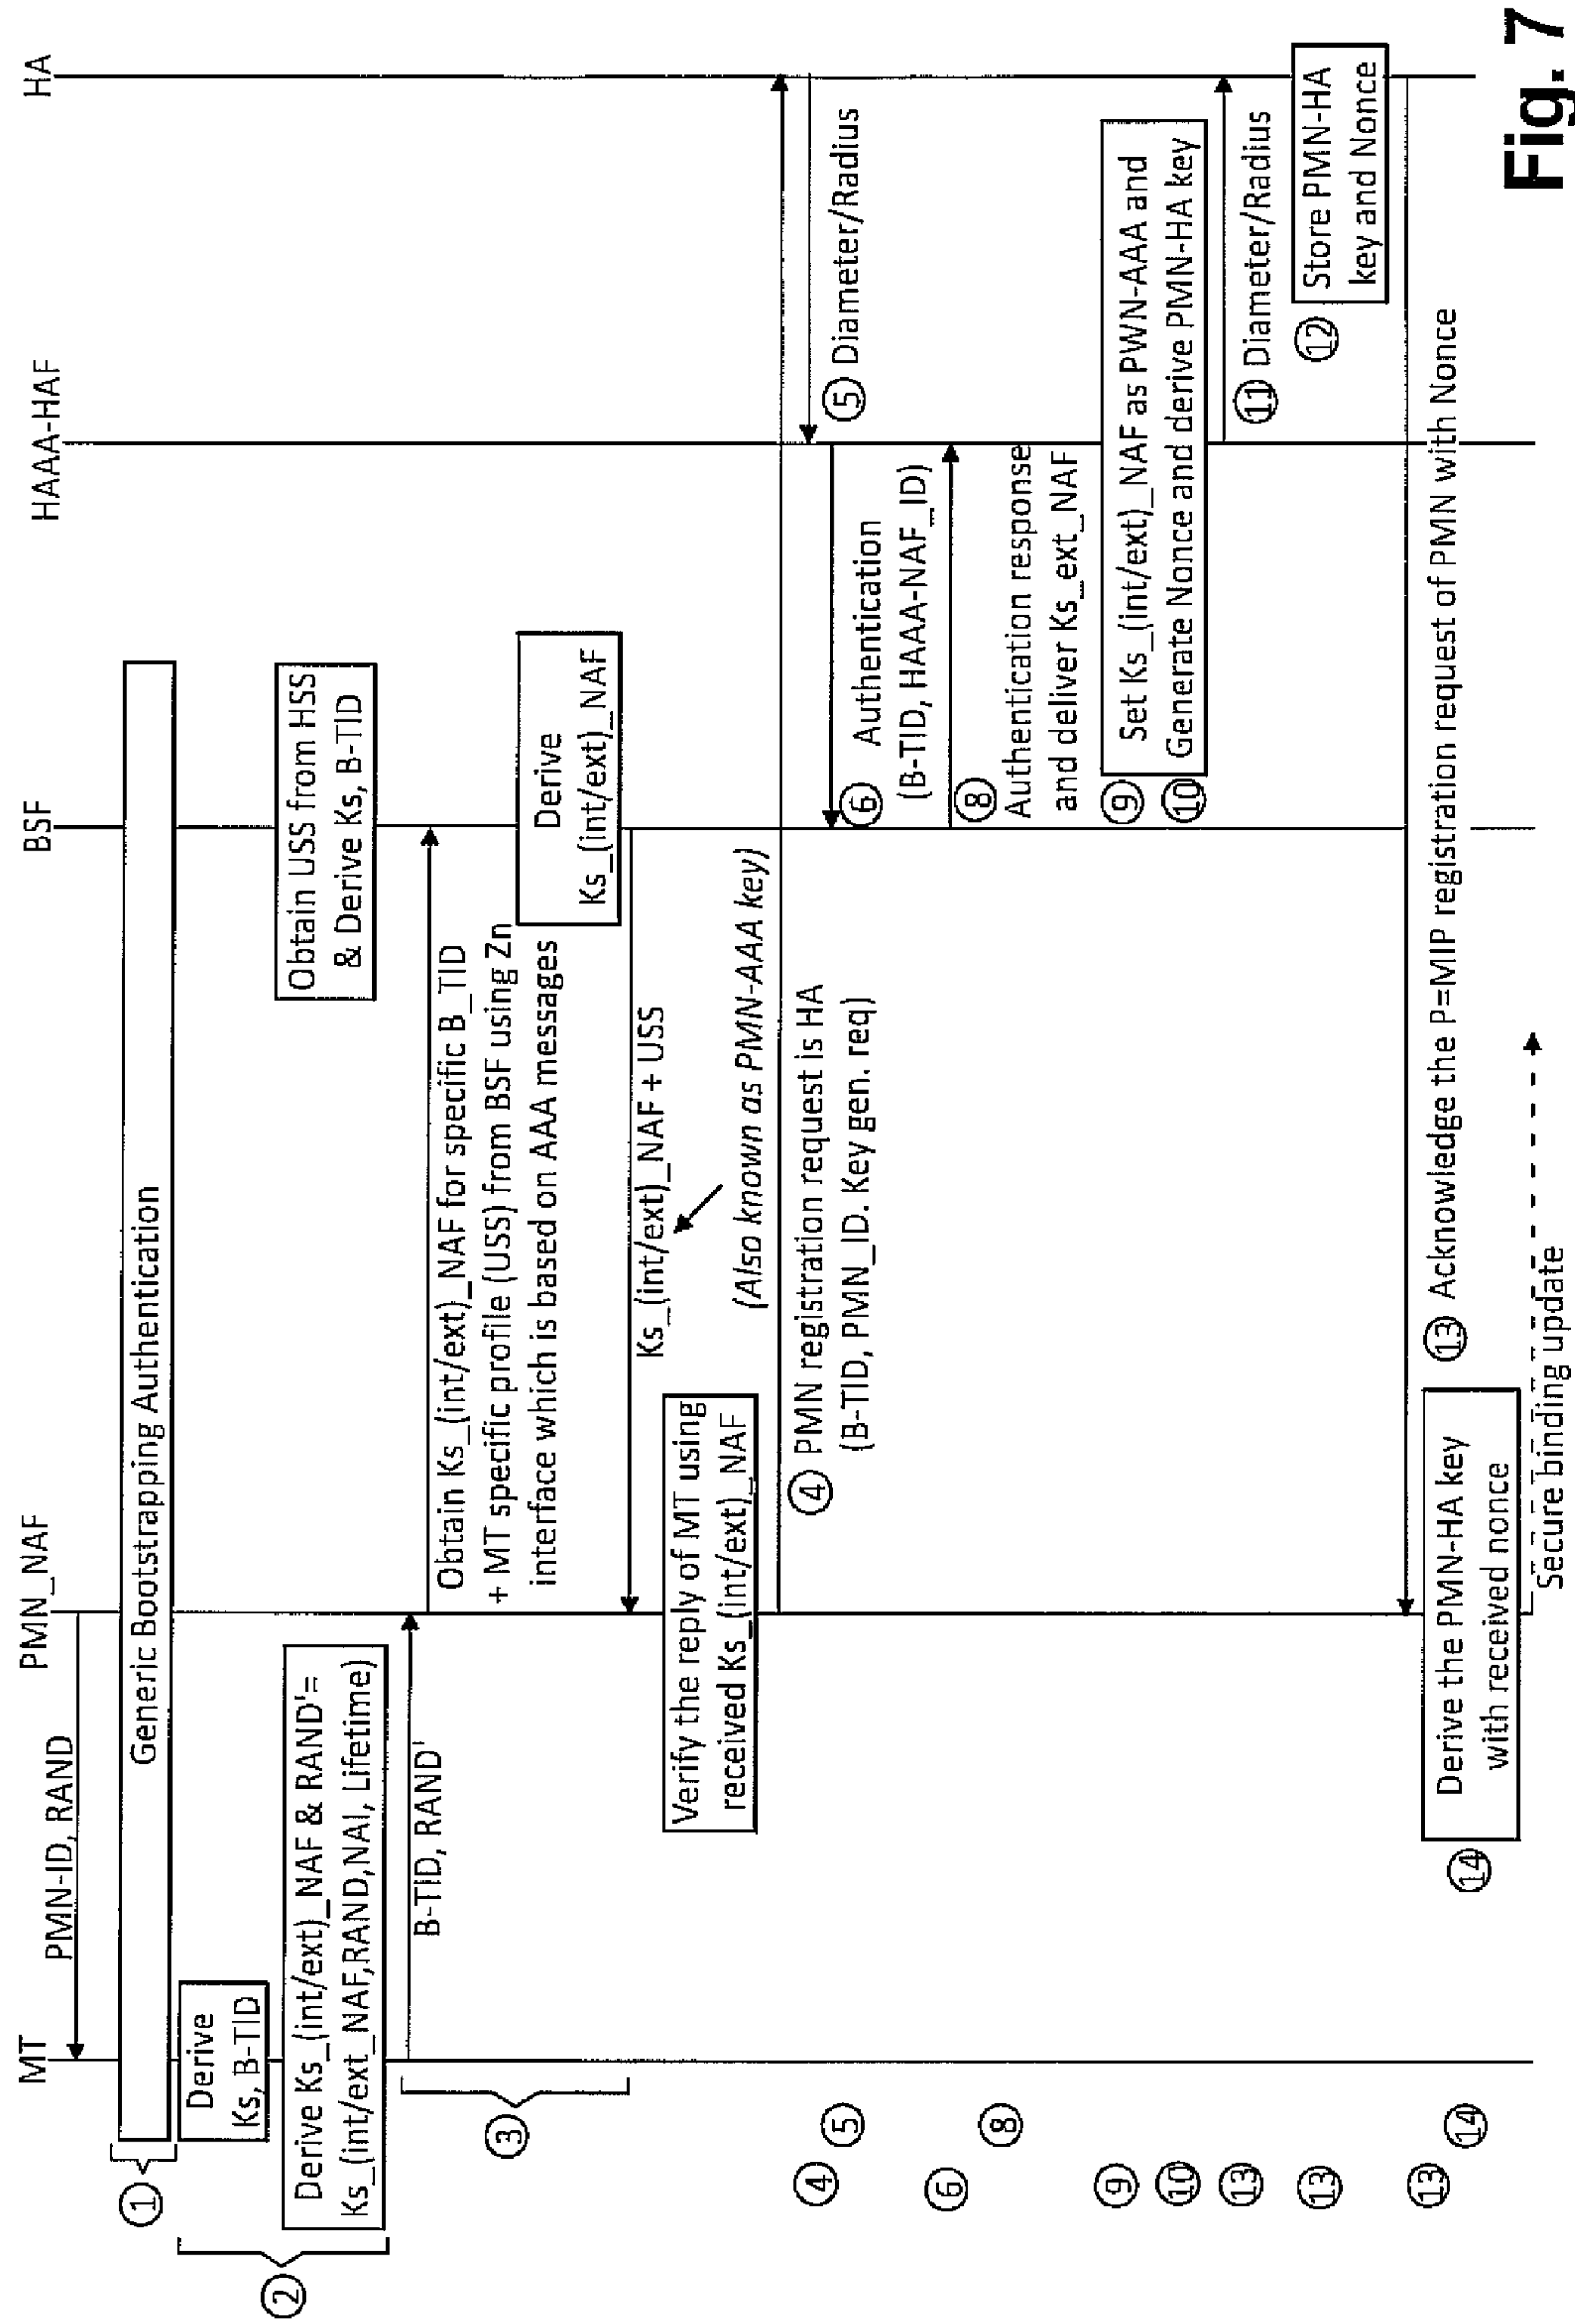 MT
PMN_NAF
BSF
HAAA-HAF
HA
PMN-ID, RAND
①
Generic Bootstrapping Authentication
②
Derive
Ks, B-TID
Obtain USS from HSS
& Derive Ks, B-TID
Derive Ks_(int/ext)_NAF & RAND'=
Ks_(int/ext_NAF,RAND,NAI, Lifetime)
③
B-TID, RAND'
Obtain Ks_(int/ext)_NAF for specific B_TID
+ MT specific profile (USS) from BSF using Zn
interface which is based on AAA messages
Derive
Ks_(int/ext)_NAF
Ks_(int/ext)_NAF + USS
(Also known as PMN-AAA key)
Verify the reply of MT using
received Ks_(int/ext)_NAF
④
⑤
④ PMN registration request is HA
(B-TID, PMN_ID. Key gen. req)
⑤ Diameter/Radius
⑥
⑥ Authentication
(B-TID, HAAA-NAF_ID)
⑧
⑧
Authentication response
and deliver Ks_ext_NAF
⑨
⑨ Set Ks_(int/ext)_NAF as PWN-AAA and
⑩
⑩ Generate Nonce and derive PMN-HA key
⑬
⑪ Diameter/Radius
⑬
⑫ Store PMN-HA
key and Nonce
⑬
⑬ Acknowledge the P=MIP registration request of PMN with Nonce
⑭
⑭ Derive the PMN-HA key
with received nonce
Secure binding update
Fig. 7